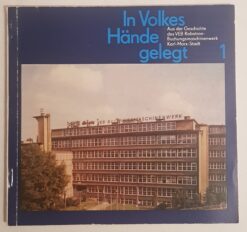 In Volkes
Hände
gelegt
Aus der Geschichte
des VEB Robotron-
Buchungsmaschinenwerk
Karl-Marx-Stadt
1